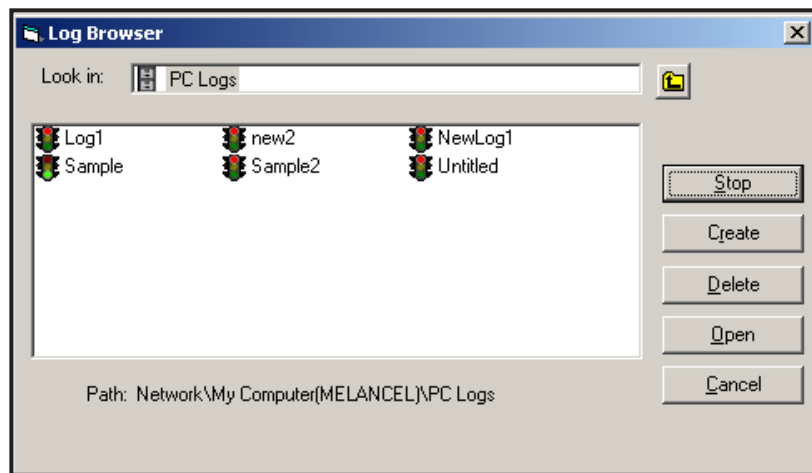 Log Browser
Look in: PC Logs
Log1 new2 NewLog1
Sample Sample2 Untitled
Stop
Create
Delete
Open
Cancel
Path: Network\My Computer(MELANCEL)\PC Logs